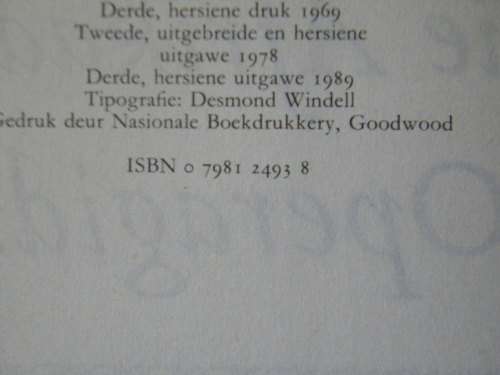 Derde, hersiene druk 1969
Tweede, uitgebreide en hersiene
uitgawe 1978
Derde, hersiene uitgawe 1989
Tipografie: Desmond Windell
Gedruk deur Nasionale Boekdrukkery, Goodwood
ISBN 0 7981 2493 8